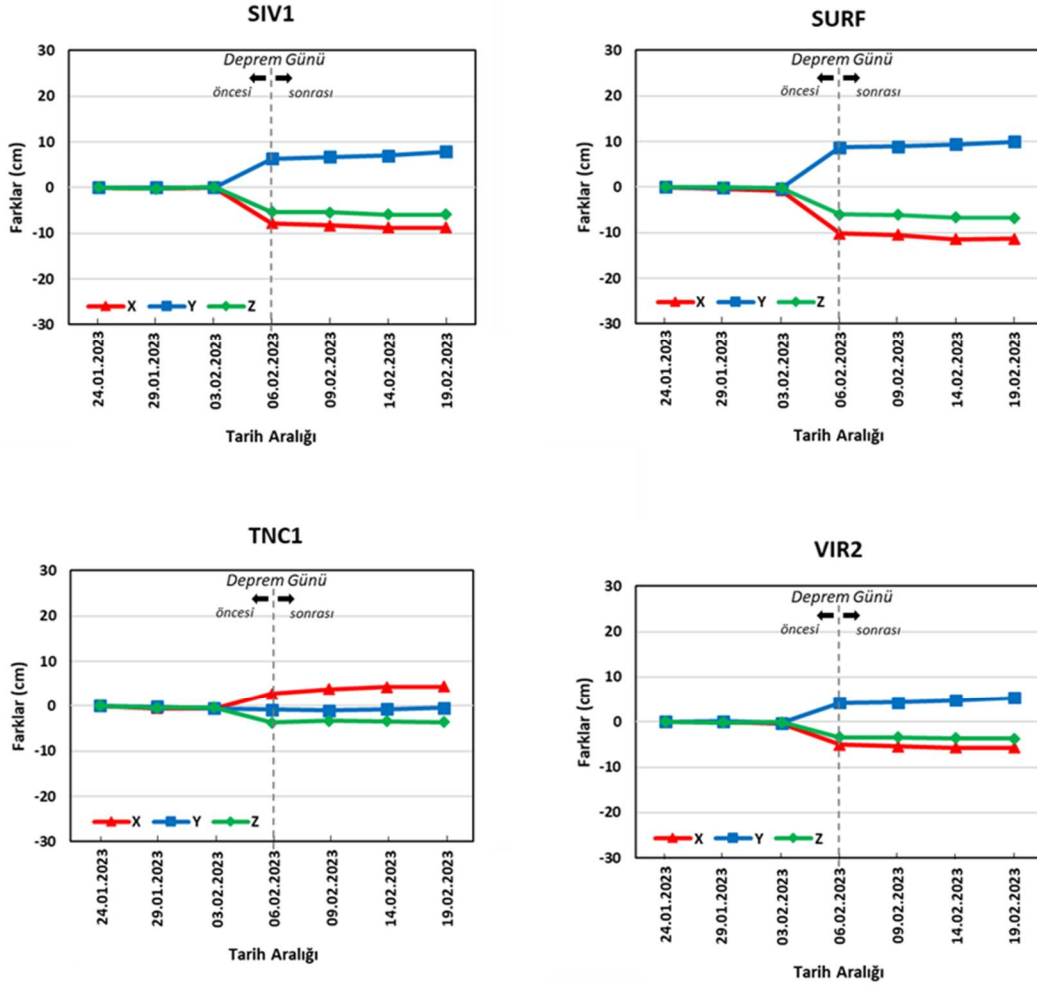 SIV1
30
20
10
0
-10
-20
-30
Farklar (cm)
Deprem Günü
öncesi sonrası
X Y Z
24.01.2023
29.01.2023
03.02.2023
06.02.2023
09.02.2023
14.02.2023
19.02.2023
Tarih Aralığı
SURF
30
20
10
0
-10
-20
-30
Farklar (cm)
Deprem Günü
öncesi sonrası
X Y Z
24.01.2023
29.01.2023
03.02.2023
06.02.2023
09.02.2023
14.02.2023
19.02.2023
Tarih Aralığı
TNC1
30
20
10
0
-10
-20
-30
Farklar (cm)
Deprem Günü
öncesi sonrası
X Y Z
24.01.2023
29.01.2023
03.02.2023
06.02.2023
09.02.2023
14.02.2023
19.02.2023
Tarih Aralığı
VIR2
30
20
10
0
-10
-20
-30
Farklar (cm)
Deprem Günü
öncesi sonrası
X Y Z
24.01.2023
29.01.2023
03.02.2023
06.02.2023
09.02.2023
14.02.2023
19.02.2023
Tarih Aralığı